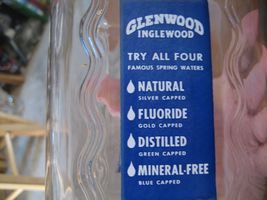 GLENWOOD
INGLEWOOD
TRY ALL FOUR
FAMOUS SPRING WATERS
NATURAL
SILVER CAPPED
FLUORIDE
GOLD CAPPED
DISTILLED
GREEN CAPPED
MINERAL-FREE
BLUE CAPPED